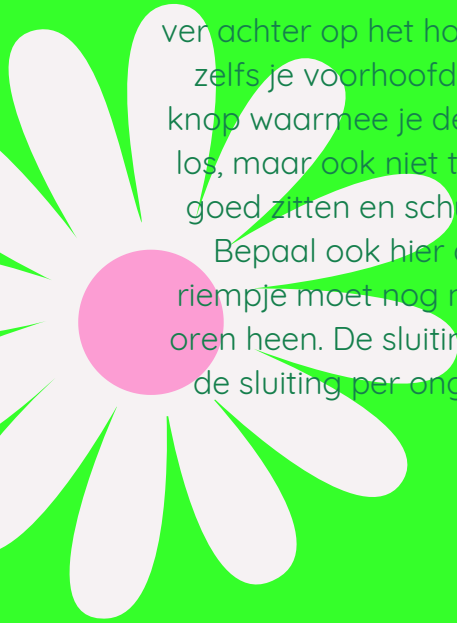 ver achter op het ho
zelfs je voorhoofd
knop waarmee je de
los, maar ook niet t
goed zitten en sch
Bepaal ook hier
riempje moet nog
oren heen. De sluitin
de sluiting per ong